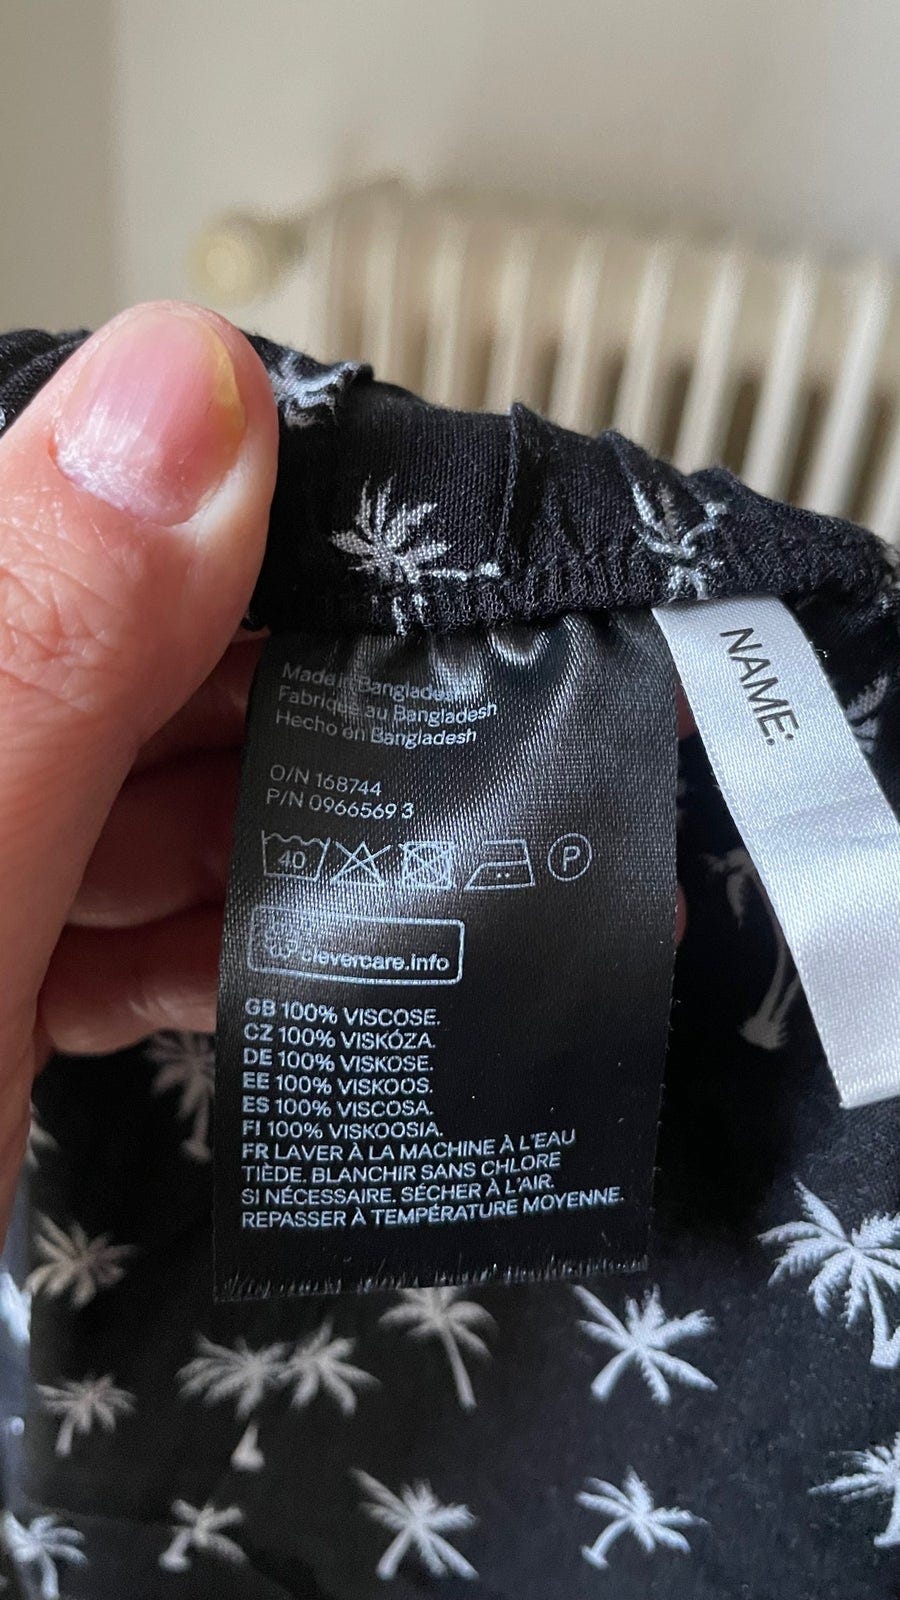 Made in Bangladesh
Fabriqué au Bangladesh
Hecho en Bangladesh
O/N 168744
P/N 0966569 3
40
P
clevercare.info
GB 100% VISCOSE.
CZ 100% VISKÓZA.
DE 100% VISKOSE.
EE 100% VISKOOS.
ES 100% VISCOSA.
FI 100% VISKOOSIA.
FR LAVER À LA MACHINE À L'EAU
TIÈDE. BLANCHIR SANS CHLORE
SI NÉCESSAIRE. SÉCHER À L'AIR.
REPASSER À TEMPÉRATURE MOYENNE.
NAME: